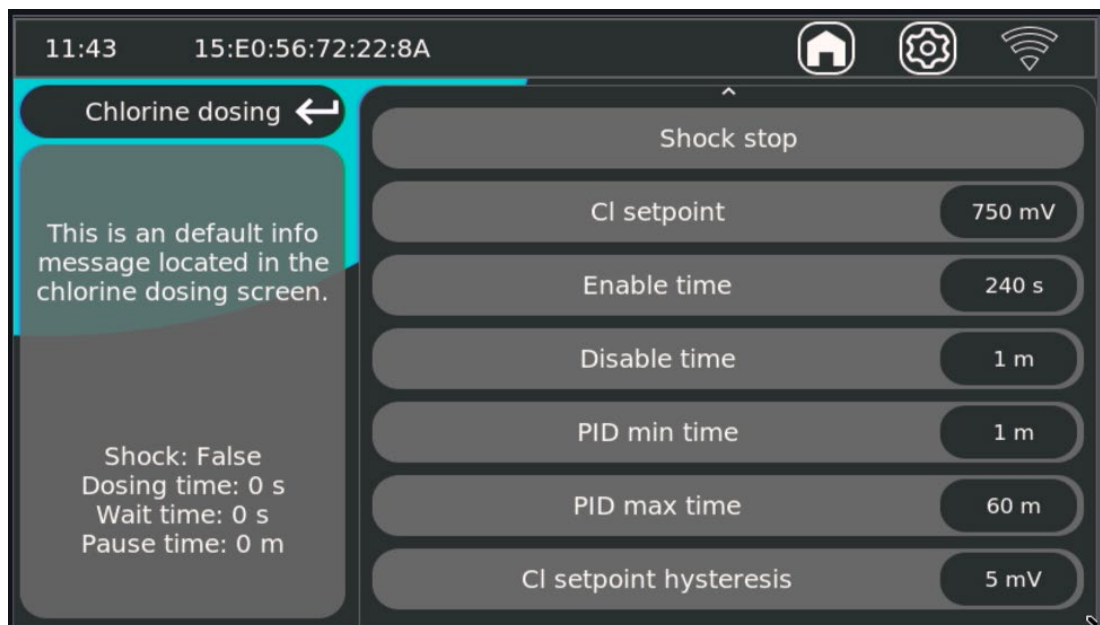 11:43 15:E0:56:72:22:8A
Chlorine dosing
This is an default info
message located in the
chlorine dosing screen.
Shock: False
Dosing time: 0 s
Wait time: 0 s
Pause time: 0 m
Shock stop
Cl setpoint 750 mV
Enable time 240 s
Disable time 1 m
PID min time 1 m
PID max time 60 m
Cl setpoint hysteresis 5 mV